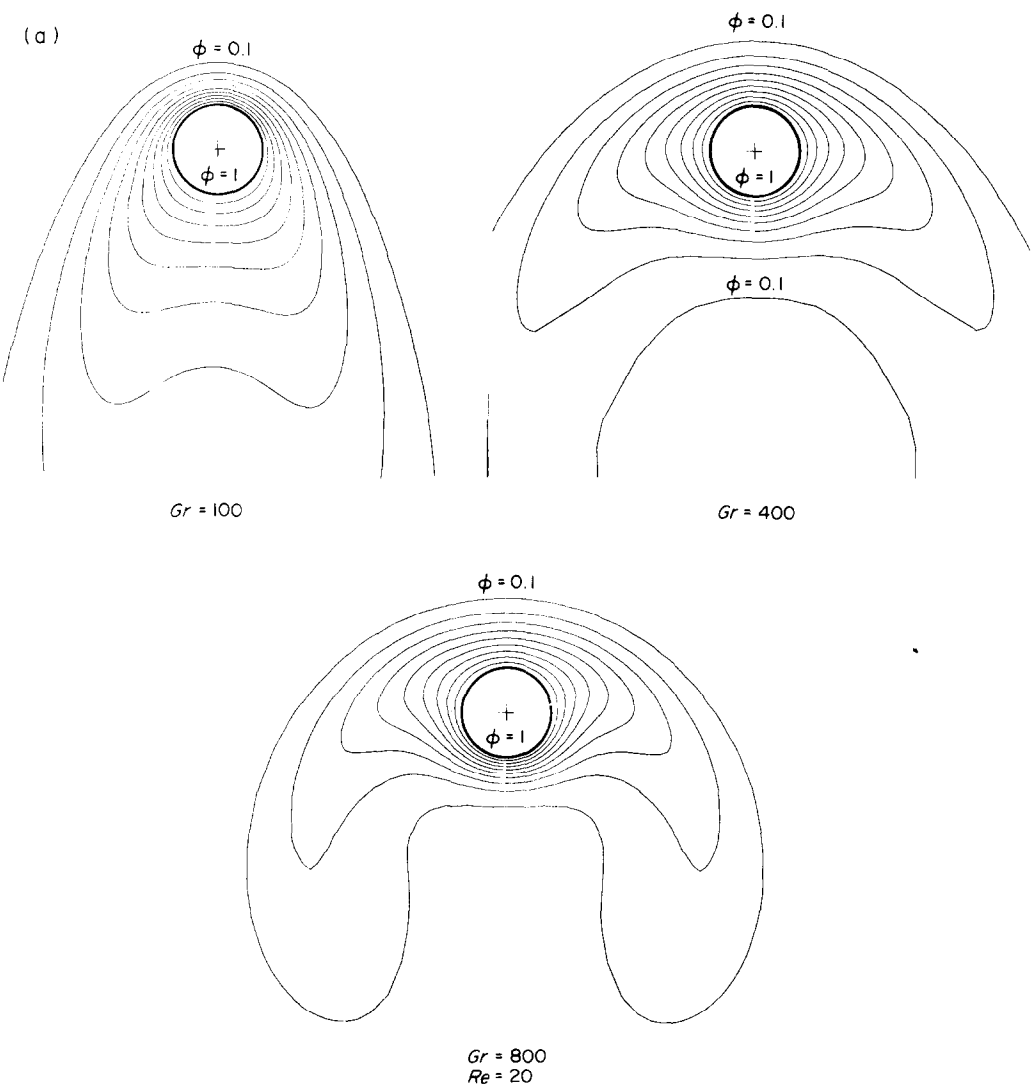 (a)
ϕ = 0.1
ϕ = 1
Gr = 100
ϕ = 0.1
ϕ = 1
ϕ = 0.1
Gr = 400
ϕ = 0.1
ϕ = 1
Gr = 800
Re = 20